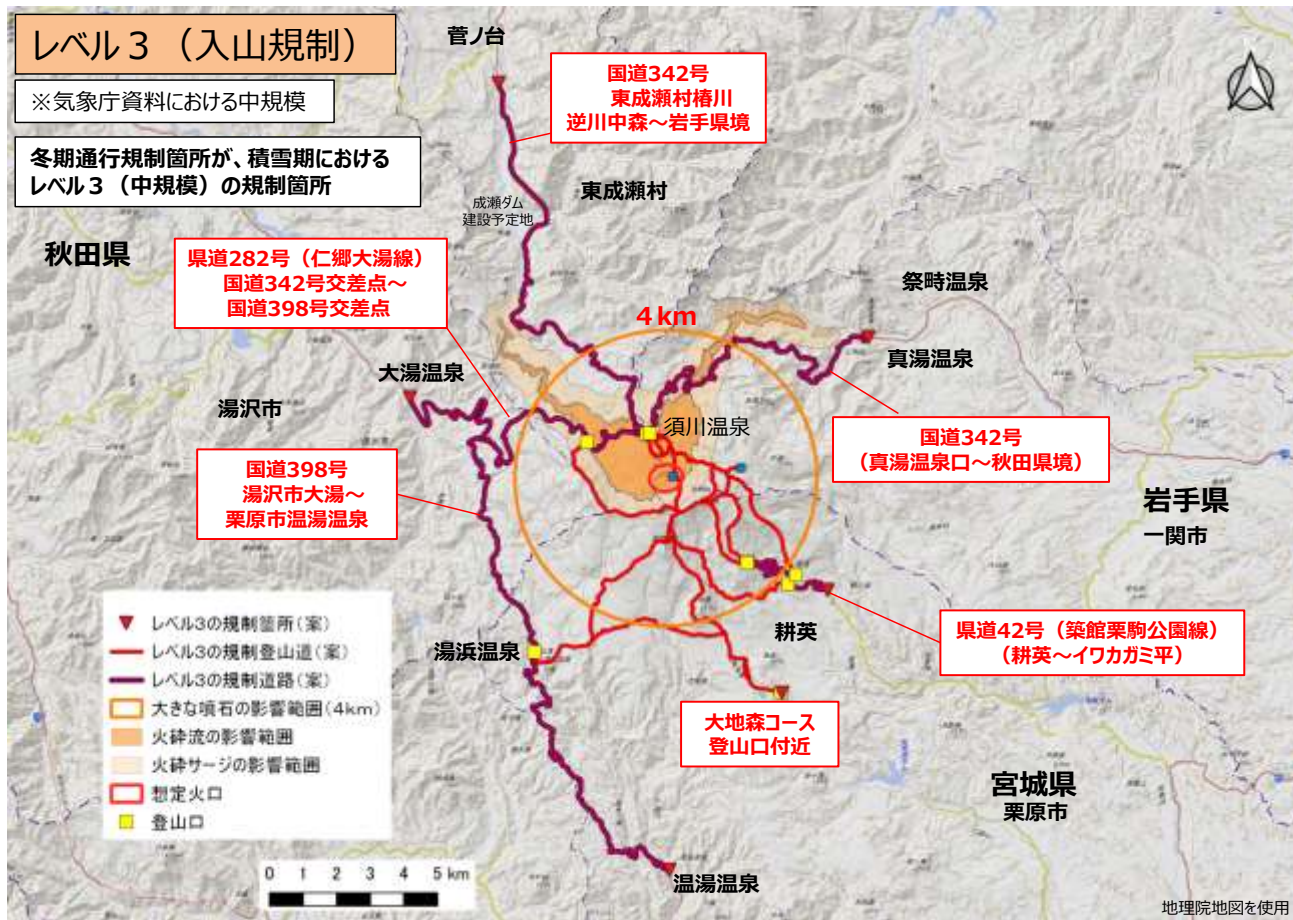 レベル３（入山規制）
※気象庁資料における中規模
冬期通行規制箇所が、積雪期における
レベル３（中規模）の規制箇所
菅ノ台
国道342号
東成瀬村椿川
逆川中森～岩手県境
東成瀬村
成瀬ダム
建設予定地
秋田県
県道282号（仁郷大湯線）
国道342号交差点～
国道398号交差点
祭畤温泉
4km
真湯温泉
大湯温泉
湯沢市
須川温泉
国道342号
（真湯温泉口～秋田県境）
国道398号
湯沢市大湯～
栗原市温湯温泉
岩手県
一関市
耕英
県道42号（築館栗駒公園線）
（耕英～イワカガミ平）
湯浜温泉
大地森コース
登山口付近
宮城県
栗原市
温湯温泉
レベル3の規制箇所(案)
レベル3の規制登山道(案)
レベル3の規制道路(案)
大きな噴石の影響範囲(4km)
火砕流の影響範囲
火砕サージの影響範囲
想定火口
登山口
0 1 2 3 4 5 km
地理院地図を使用